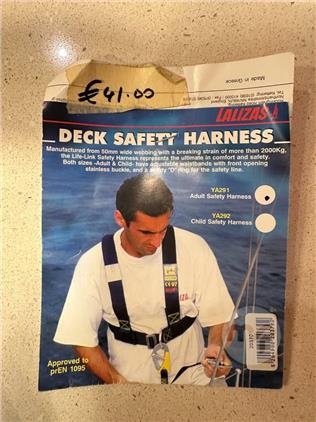 £41.00
Made in Greece
LALIZAS
DECK SAFETY HARNESS
Manufactured from 50mm wide webbing with a breaking strain of more than 2000Kg,
the Life-Link Safety Harness represents the ultimate in comfort and safety.
Both sizes -Adult & Child- have adjustable waistbands with front opening
stainless buckle, and a safety "D" ring for the safety line.
YA291
Adult Safety Harness
YA292
Child Safety Harness
Approved to
prEN 1095